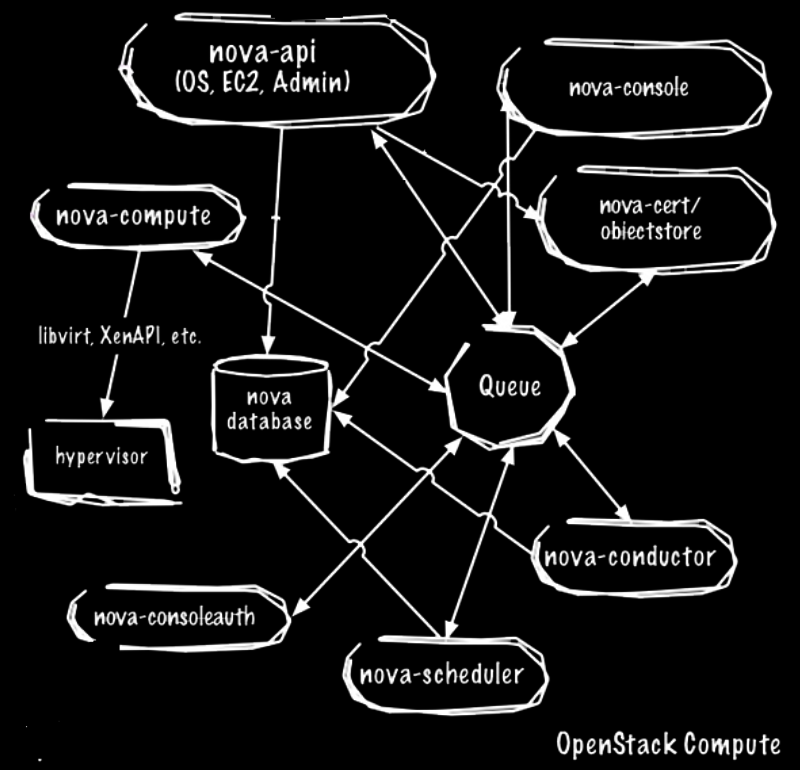 nova-api
(OS, EC2, Admin)
nova-console
nova-compute
nova-cert/
objectstore
libvirt, XenAPI, etc.
nova
database
Queue
hypervisor
nova-conductor
nova-consoleauth
nova-scheduler
OpenStack Compute